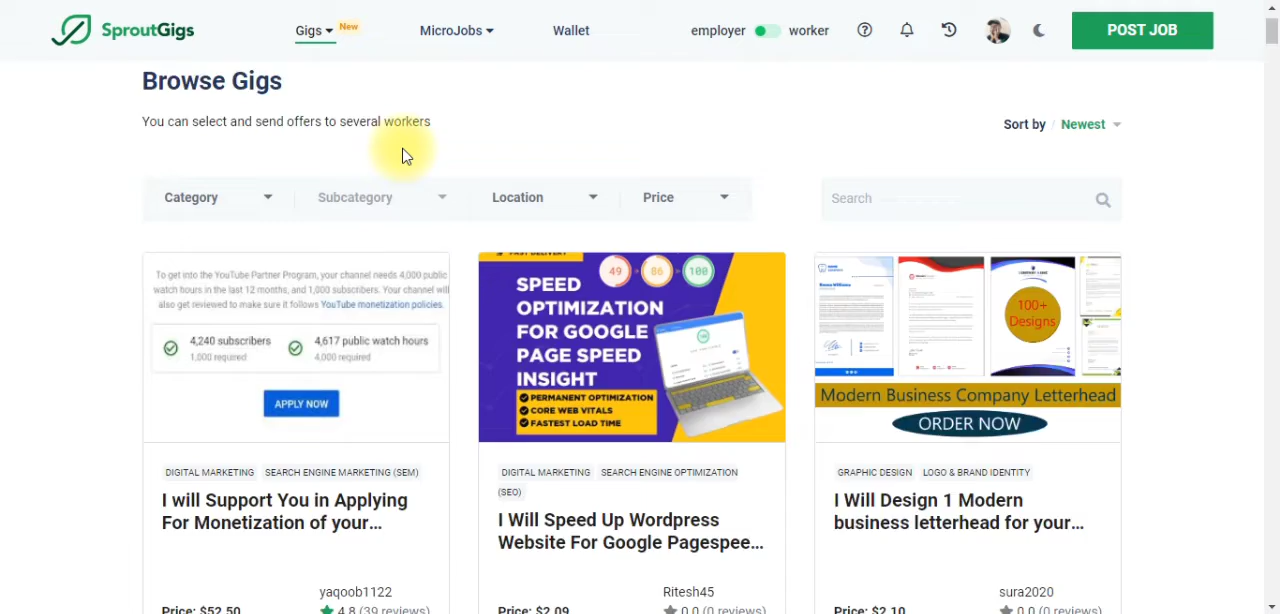 SproutGigs
Gigs New MicroJobs Wallet employer worker POST JOB
Browse Gigs
You can select and send offers to several workers
Sort by / Newest
Category Subcategory Location Price Search
To get into the YouTube Partner Program, your channel needs 4,000 public
watch hours in the last 12 months, and 1,000 subscribers. Your channel will
also get reviewed to make sure it follows YouTube monetization policies.
4,240 subscribers
1,000 required
4,617 public watch hours
4,000 required
APPLY NOW
DIGITAL MARKETING SEARCH ENGINE MARKETING (SEM)
I will Support You in Applying
For Monetization of your...
yaqoob1122
Price: $52.50 4.8 (39 reviews)
FAST DELIVERY
49 86 100
SPEED
OPTIMIZATION
FOR GOOGLE
PAGE SPEED
INSIGHT
PERMANENT OPTIMIZATION
CORE WEB VITALS
FASTEST LOAD TIME
DIGITAL MARKETING SEARCH ENGINE OPTIMIZATION
(SEO)
I Will Speed Up Wordpress
Website For Google Pagespee...
Ritesh45
Price: $2.09 0.0 (0 reviews)
100+
Designs
Modern Business Company Letterhead
ORDER NOW
GRAPHIC DESIGN LOGO & BRAND IDENTITY
I Will Design 1 Modern
business letterhead for your...
sura2020
Price: $2.10 0.0 (0 reviews)